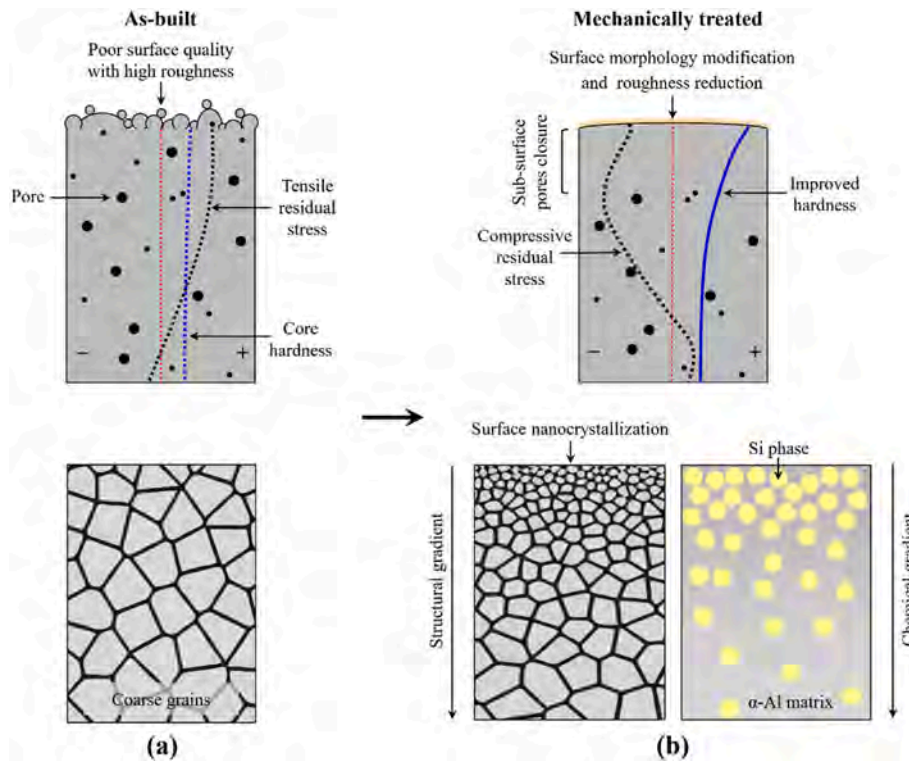 As-built
Poor surface quality
with high roughness
Pore
Tensile
residual
stress
Core
hardness
−
+
Coarse grains
(a)
Mechanically treated
Surface morphology modification
and roughness reduction
Sub-surface
pores closure
Improved
hardness
Compressive
residual
stress
−
+
Surface nanocrystallization
Structural gradient
Si phase
α-Al matrix
Chemical gradient
(b)